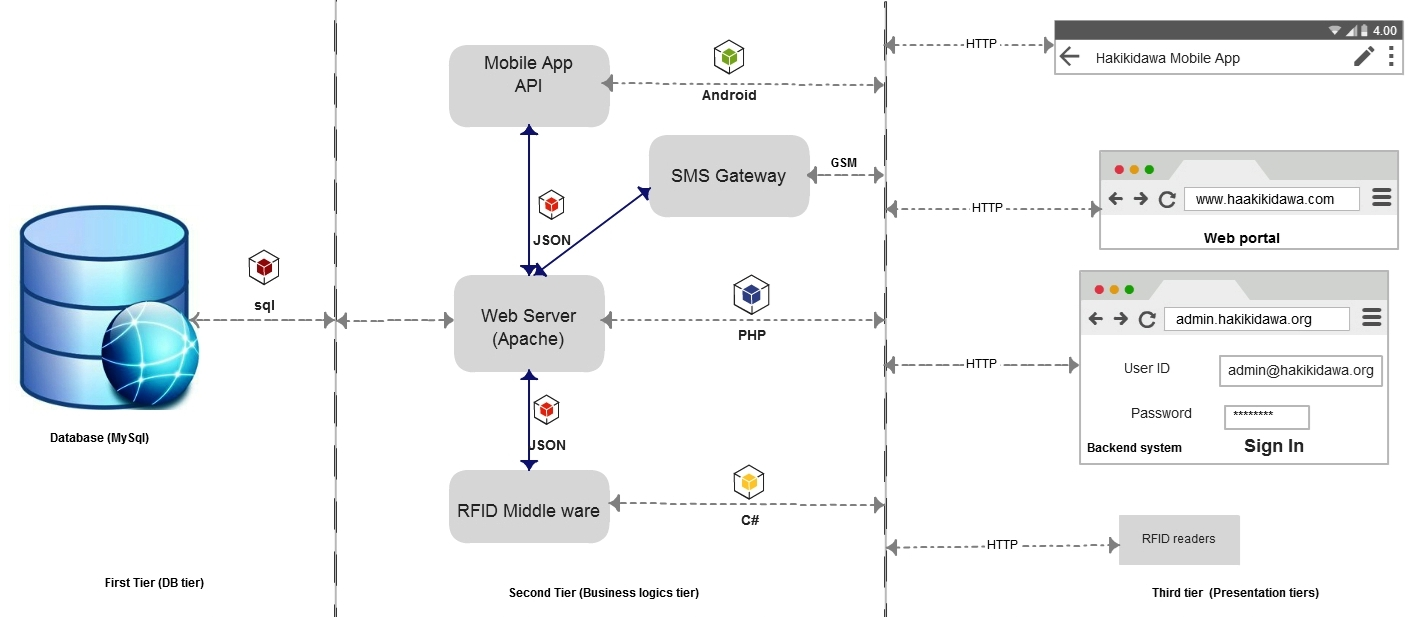 sql
Database (MySql)
First Tier (DB tier)
Mobile App
API
Android
SMS Gateway
GSM
JSON
Web Server
(Apache)
PHP
JSON
RFID Middle ware
C#
Second Tier (Business logics tier)
HTTP
4.00
Hakikidawa Mobile App
HTTP
www.haakikidawa.com
Web portal
HTTP
admin.hakikidawa.org
User ID
admin@hakikidawa.org
Password
********
Backend system
Sign In
HTTP
RFID readers
Third tier (Presentation tiers)